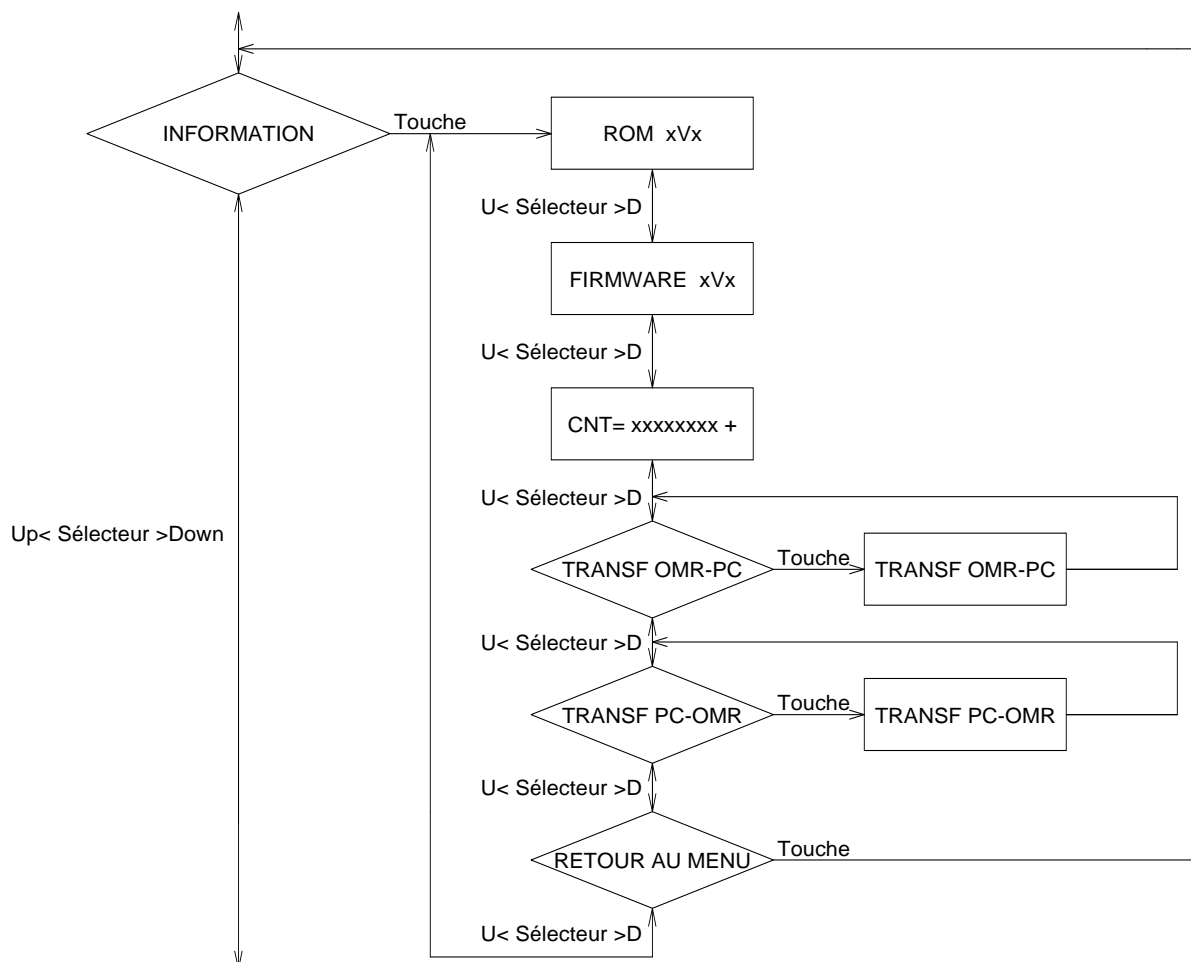 INFORMATION
Touche
ROM xVx
U< Sélecteur >D
FIRMWARE xVx
U< Sélecteur >D
CNT= xxxxxxxx +
U< Sélecteur >D
Up< Sélecteur >Down
TRANSF OMR-PC
Touche
TRANSF OMR-PC
U< Sélecteur >D
TRANSF PC-OMR
Touche
TRANSF PC-OMR
U< Sélecteur >D
RETOUR AU MENU
Touche
U< Sélecteur >D